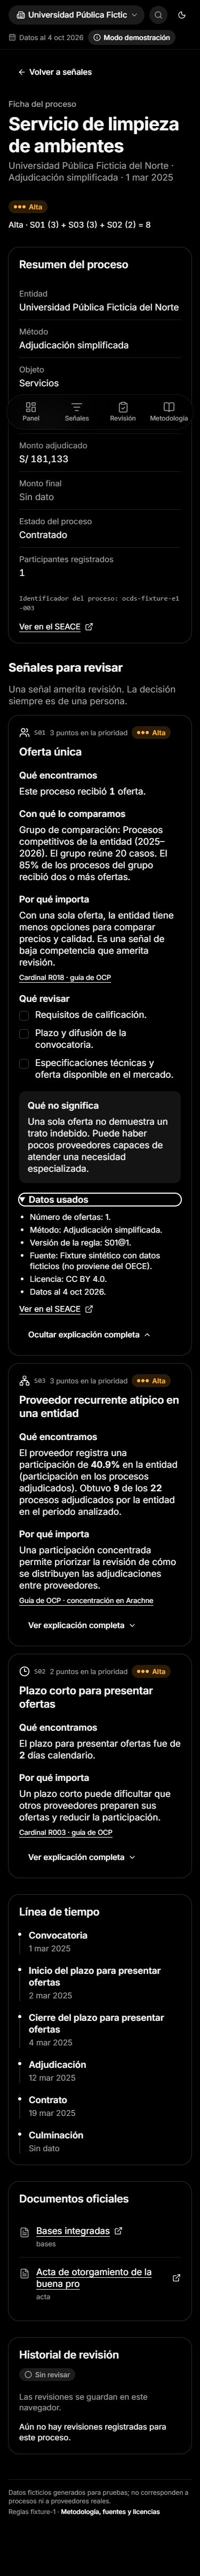 Universidad Pública Fictic
Datos al 4 oct 2026
Modo demostración
Volver a señales
Ficha del proceso
Servicio de limpieza
de ambientes
Universidad Pública Ficticia del Norte ·
Adjudicación simplificada · 1 mar 2025
Alta
Alta · S01 (3) + S03 (3) + S02 (2) = 8
Resumen del proceso
Entidad
Universidad Pública Ficticia del Norte
Método
Adjudicación simplificada
Objeto
Servicios
Panel
Señales
Revisión
Metodología
Monto adjudicado
S/ 181,133
Monto final
Sin dato
Estado del proceso
Contratado
Participantes registrados
1
Identificador del proceso: ocds-fixture-e1
-003
Ver en el SEACE
Señales para revisar
Una señal amerita revisión. La decisión
siempre es de una persona.
S01 3 puntos en la prioridad Alta
Oferta única
Qué encontramos
Este proceso recibió 1 oferta.
Con qué lo comparamos
Grupo de comparación: Procesos
competitivos de la entidad (2025–
2026). El grupo reúne 20 casos. El
85% de los procesos del grupo
recibió dos o más ofertas.
Por qué importa
Con una sola oferta, la entidad tiene
menos opciones para comparar
precios y calidad. Es una señal de
baja competencia que amerita
revisión.
Cardinal R018 · guía de OCP
Qué revisar
Requisitos de calificación.
Plazo y difusión de la
convocatoria.
Especificaciones técnicas y
oferta disponible en el mercado.
Qué no significa
Una sola oferta no demuestra un
trato indebido. Puede haber
pocos proveedores capaces de
atender una necesidad
especializada.
Datos usados
Número de ofertas: 1.
Método: Adjudicación simplificada.
Versión de la regla: S01@1.
Fuente: Fixture sintético con datos
ficticios (no proviene del OECE).
Licencia: CC BY 4.0.
Datos al 4 oct 2026.
Ver en el SEACE
Ocultar explicación completa
S03 3 puntos en la prioridad Alta
Proveedor recurrente atípico en
una entidad
Qué encontramos
El proveedor registra una
participación de 40.9% en la entidad
(participación en los procesos
adjudicados). Obtuvo 9 de los 22
procesos adjudicados por la entidad
en el periodo analizado.
Por qué importa
Una participación concentrada
permite priorizar la revisión de cómo
se distribuyen las adjudicaciones
entre proveedores.
Guía de OCP · concentración en Arachne
Ver explicación completa
S02 2 puntos en la prioridad Alta
Plazo corto para presentar
ofertas
Qué encontramos
El plazo para presentar ofertas fue de
2 días calendario.
Por qué importa
Un plazo corto puede dificultar que
otros proveedores preparen sus
ofertas y reducir la participación.
Cardinal R003 · guía de OCP
Ver explicación completa
Línea de tiempo
Convocatoria
1 mar 2025
Inicio del plazo para presentar
ofertas
2 mar 2025
Cierre del plazo para presentar
ofertas
4 mar 2025
Adjudicación
12 mar 2025
Contrato
19 mar 2025
Culminación
Sin dato
Documentos oficiales
Bases integradas
bases
Acta de otorgamiento de la
buena pro
acta
Historial de revisión
Sin revisar
Las revisiones se guardan en este
navegador.
Aún no hay revisiones registradas para
este proceso.
Datos ficticios generados para pruebas; no corresponden a
procesos ni a proveedores reales.
Reglas fixture-1 · Metodología, fuentes y licencias